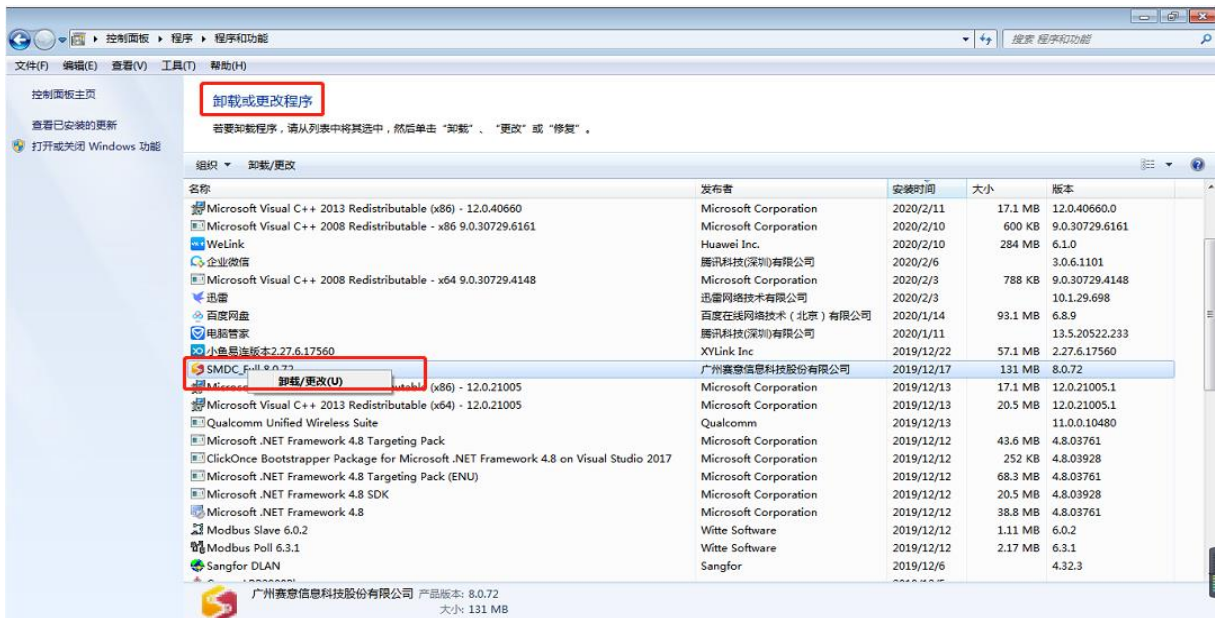 控制面板 ▸ 程序 ▸ 程序和功能
搜索 程序和功能
文件(F) 编辑(E) 查看(V) 工具(T) 帮助(H)
控制面板主页
查看已安装的更新
打开或关闭 Windows 功能
卸载或更改程序
若要卸载程序，请从列表中将其选中，然后单击“卸载”、“更改”或“修复”。
组织 ▼ 卸载/更改
名称 发布者 安装时间 大小 版本
Microsoft Visual C++ 2013 Redistributable (x86) - 12.0.40660 Microsoft Corporation 2020/2/11 17.1 MB 12.0.40660.0
Microsoft Visual C++ 2008 Redistributable - x86 9.0.30729.6161 Microsoft Corporation 2020/2/10 600 KB 9.0.30729.6161
WeLink Huawei Inc. 2020/2/10 284 MB 6.1.0
企业微信 腾讯科技(深圳)有限公司 2020/2/6 3.0.6.1101
Microsoft Visual C++ 2008 Redistributable - x64 9.0.30729.4148 Microsoft Corporation 2020/2/3 788 KB 9.0.30729.4148
迅雷 迅雷网络技术有限公司 2020/2/3 10.1.29.698
百度网盘 百度在线网络技术（北京）有限公司 2020/1/14 93.1 MB 6.8.9
电脑管家 腾讯科技(深圳)有限公司 2020/1/11 13.5.20522.233
小鱼易连版本2.27.6.17560 XYLink Inc 2019/12/22 57.1 MB 2.27.6.17560
SMDC_Full 8.0.72 广州赛意信息科技股份有限公司 2019/12/17 131 MB 8.0.72
卸载/更改(U)
(x86) - 12.0.21005 Microsoft Corporation 2019/12/13 17.1 MB 12.0.21005.1
Microsoft Visual C++ 2013 Redistributable (x64) - 12.0.21005 Microsoft Corporation 2019/12/13 20.5 MB 12.0.21005.1
Qualcomm Unified Wireless Suite Qualcomm 2019/12/13 11.0.0.10480
Microsoft .NET Framework 4.8 Targeting Pack Microsoft Corporation 2019/12/12 43.6 MB 4.8.03761
ClickOnce Bootstrapper Package for Microsoft .NET Framework 4.8 on Visual Studio 2017 Microsoft Corporation 2019/12/12 252 KB 4.8.03928
Microsoft .NET Framework 4.8 Targeting Pack (ENU) Microsoft Corporation 2019/12/12 68.3 MB 4.8.03761
Microsoft .NET Framework 4.8 SDK Microsoft Corporation 2019/12/12 20.5 MB 4.8.03928
Microsoft .NET Framework 4.8 Microsoft Corporation 2019/12/12 38.8 MB 4.8.03761
Modbus Slave 6.0.2 Witte Software 2019/12/12 1.11 MB 6.0.2
Modbus Poll 6.3.1 Witte Software 2019/12/12 2.17 MB 6.3.1
Sangfor DLAN Sangfor 2019/12/6 4.32.3
广州赛意信息科技股份有限公司 产品版本: 8.0.72
大小: 131 MB